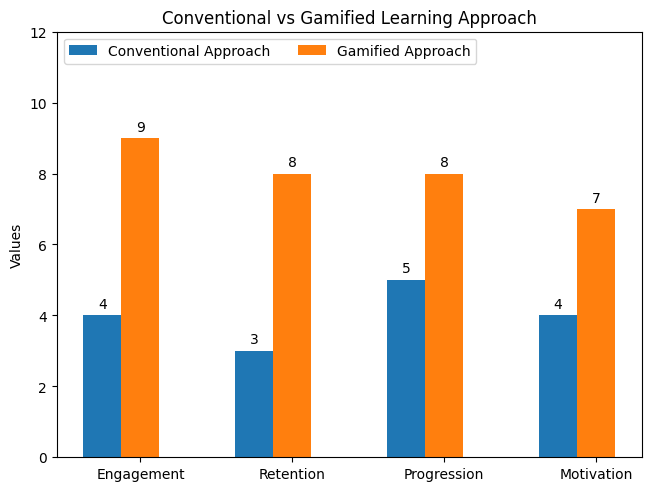 Conventional vs Gamified Learning Approach
Conventional Approach Gamified Approach
Values
12
10
8
6
4
2
0
4 9 3 8 5 8 4 7
Engagement Retention Progression Motivation